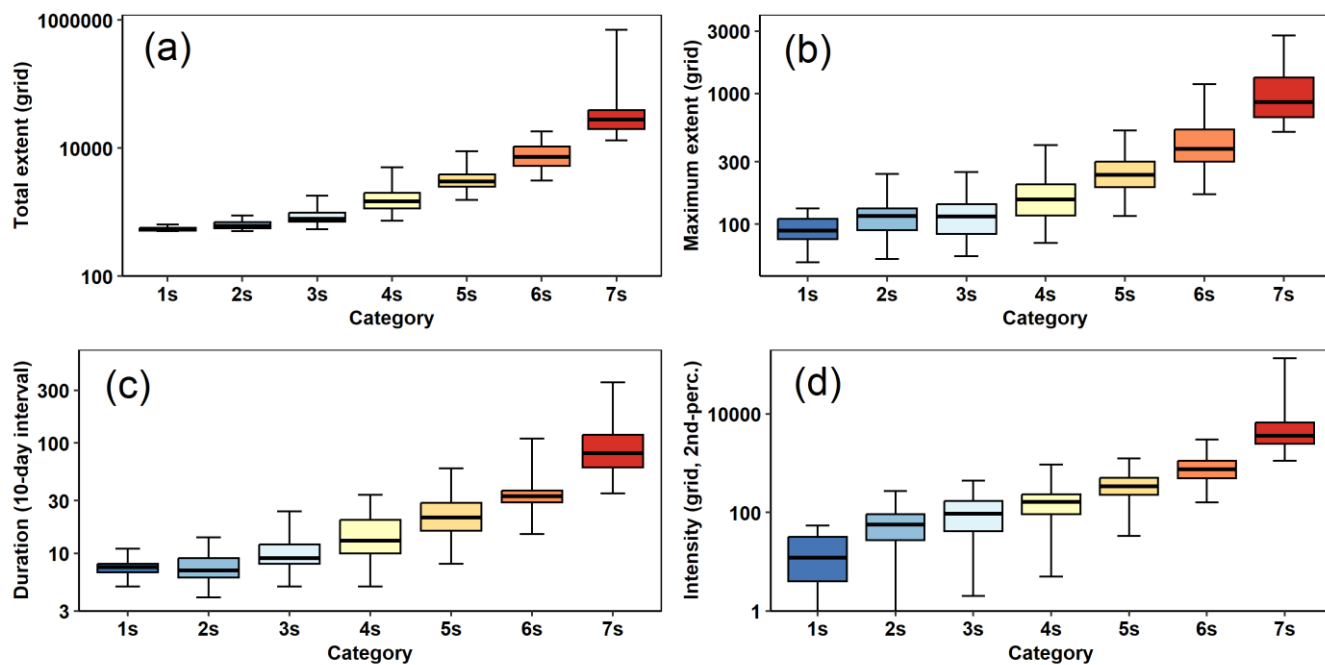 (a)
Total extent (grid)
1000000
10000
100
1s 2s 3s 4s 5s 6s 7s
Category
(b)
Maximum extent (grid)
3000
1000
300
100
1s 2s 3s 4s 5s 6s 7s
Category
(c)
Duration (10-day interval)
300
100
30
10
3
1s 2s 3s 4s 5s 6s 7s
Category
(d)
Intensity (grid, 2nd-perc.)
10000
100
1
1s 2s 3s 4s 5s 6s 7s
Category